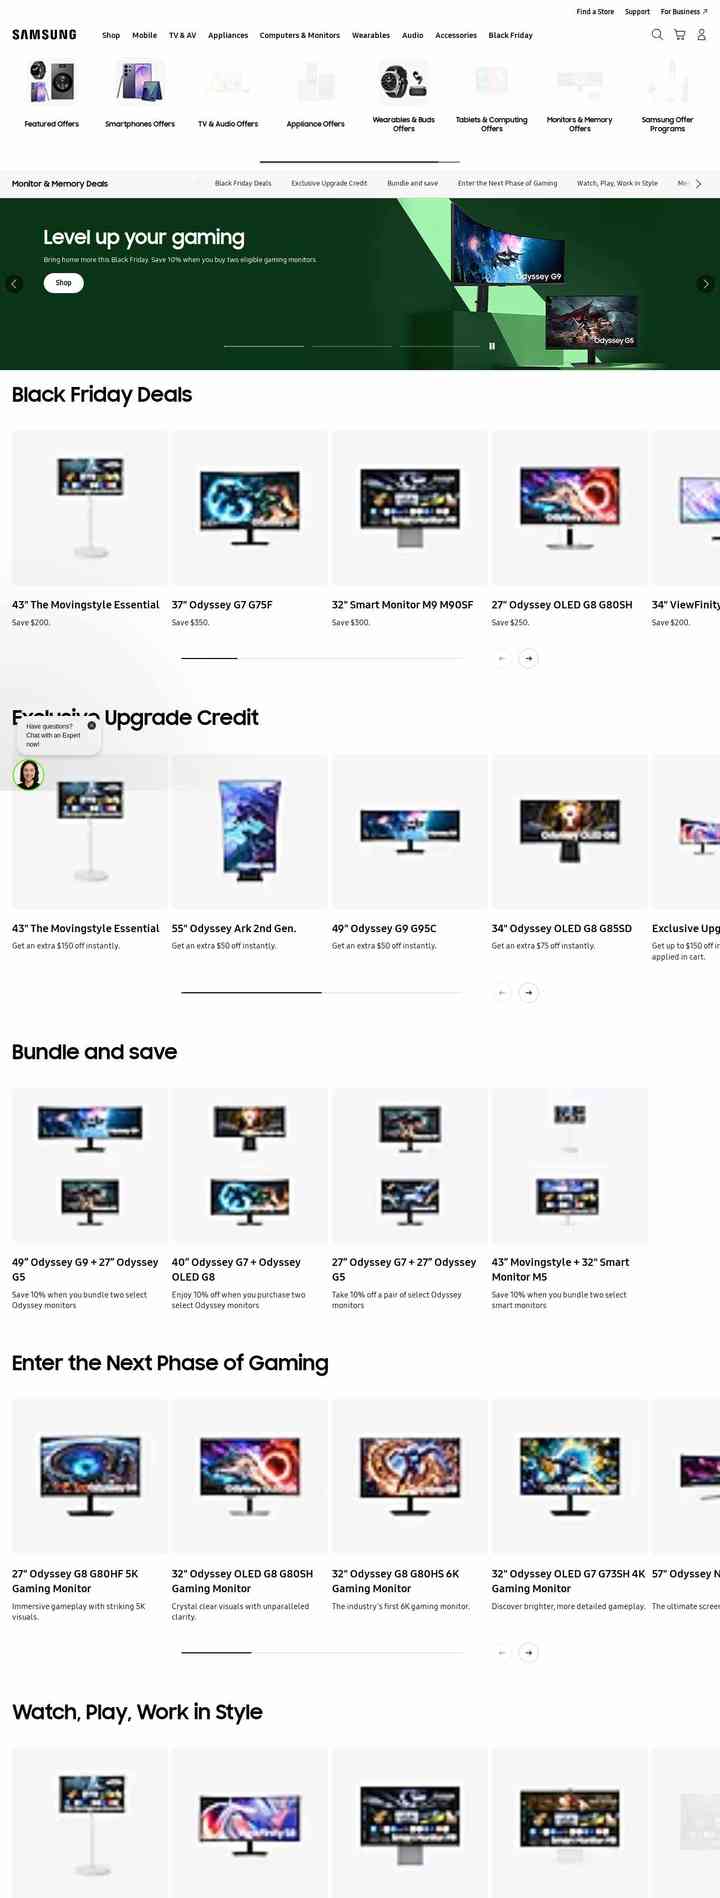 Find a Store Support For Business ↗
SAMSUNG Shop Mobile TV & AV Appliances Computers & Monitors Wearables Audio Accessories Black Friday
Featured Offers
Smartphones Offers
TV & Audio Offers
Appliance Offers
Wearables & Buds
Offers
Tablets & Computing
Offers
Monitors & Memory
Offers
Samsung Offer
Programs
Monitor & Memory Deals Black Friday Deals Exclusive Upgrade Credit Bundle and save Enter the Next Phase of Gaming Watch, Play, Work in Style
Level up your gaming
Bring home more this Black Friday. Save 10% when you buy two eligible gaming monitors
Shop
Odyssey G9
Odyssey G5
Black Friday Deals
43" The Movingstyle Essential
Save $200.
37" Odyssey G7 G75F
Save $350.
32" Smart Monitor M9 M90SF
Save $300.
27" Odyssey OLED G8 G80SH
Save $250.
34" ViewFinity
Save $200.
Exclusive Upgrade Credit
Have questions?
Chat with an Expert
now!
43" The Movingstyle Essential
Get an extra $150 off instantly.
55" Odyssey Ark 2nd Gen.
Get an extra $50 off instantly.
49" Odyssey G9 G95C
Get an extra $50 off instantly.
34" Odyssey OLED G8 G85SD
Get an extra $75 off instantly.
Exclusive Upg
Get up to $150 off in
applied in cart.
Bundle and save
49” Odyssey G9 + 27” Odyssey
G5
Save 10% when you bundle two select
Odyssey monitors
40” Odyssey G7 + Odyssey
OLED G8
Enjoy 10% off when you purchase two
select Odyssey monitors
27” Odyssey G7 + 27” Odyssey
G5
Take 10% off a pair of select Odyssey
monitors
43” Movingstyle + 32" Smart
Monitor M5
Save 10% when you bundle two select
smart monitors
Enter the Next Phase of Gaming
27" Odyssey G8 G80HF 5K
Gaming Monitor
Immersive gameplay with striking 5K
visuals.
32" Odyssey OLED G8 G80SH
Gaming Monitor
Crystal clear visuals with unparalleled
clarity.
32" Odyssey G8 G80HS 6K
Gaming Monitor
The industry's first 6K gaming monitor.
32" Odyssey OLED G7 G73SH 4K
Gaming Monitor
Discover brighter, more detailed gameplay.
57" Odyssey N
The ultimate screen
Watch, Play, Work in Style